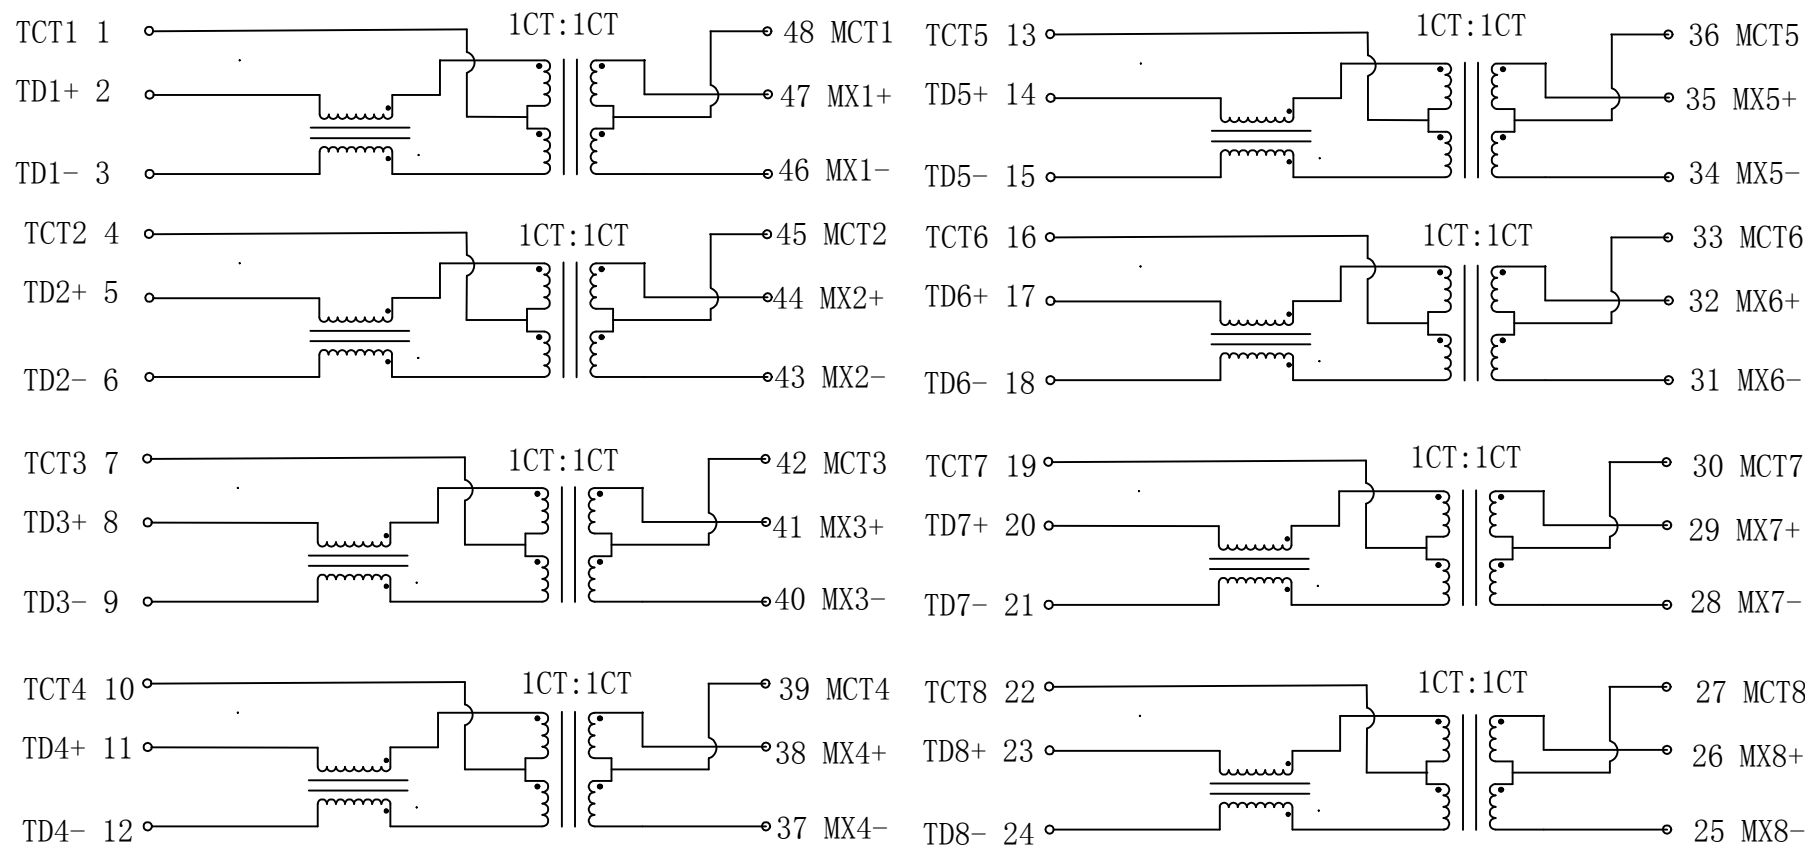 TCT1 1 1CT:1CT 48 MCT1
TD1+ 2 47 MX1+
TD1- 3 46 MX1-
TCT2 4 1CT:1CT 45 MCT2
TD2+ 5 44 MX2+
TD2- 6 43 MX2-
TCT3 7 1CT:1CT 42 MCT3
TD3+ 8 41 MX3+
TD3- 9 40 MX3-
TCT4 10 1CT:1CT 39 MCT4
TD4+ 11 38 MX4+
TD4- 12 37 MX4-
TCT5 13 1CT:1CT 36 MCT5
TD5+ 14 35 MX5+
TD5- 15 34 MX5-
TCT6 16 1CT:1CT 33 MCT6
TD6+ 17 32 MX6+
TD6- 18 31 MX6-
TCT7 19 1CT:1CT 30 MCT7
TD7+ 20 29 MX7+
TD7- 21 28 MX7-
TCT8 22 1CT:1CT 27 MCT8
TD8+ 23 26 MX8+
TD8- 24 25 MX8-